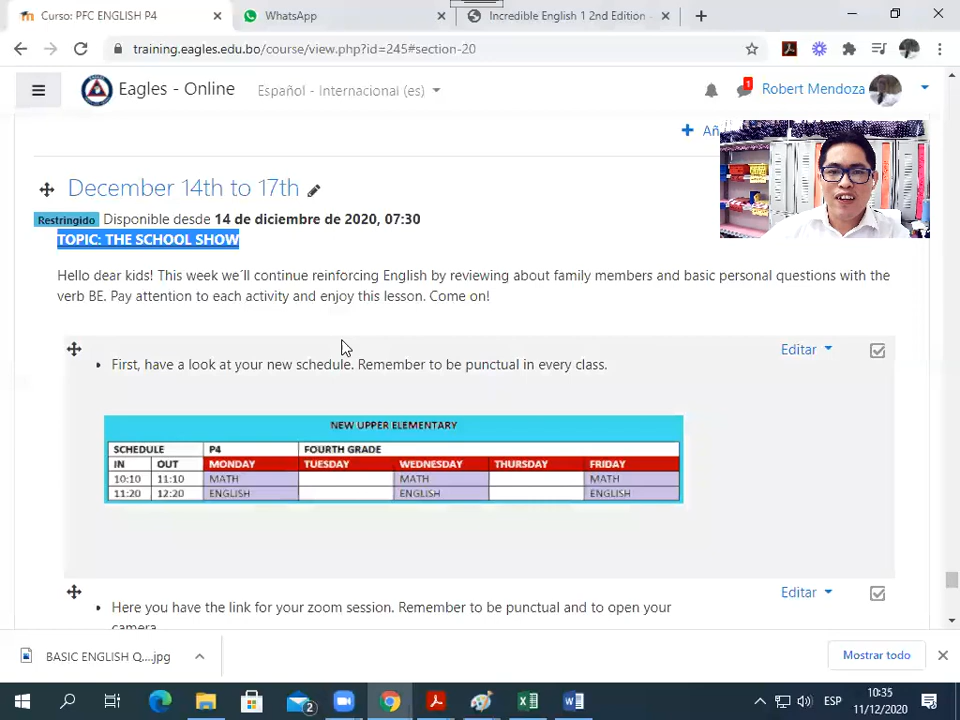 Curso: PFC ENGLISH P4
WhatsApp
Incredible English 1 2nd Edition -
training.eagles.edu.bo/course/view.php?id=245#section-20
Eagles - Online
Español - Internacional (es)
1
Robert Mendoza
Añ
December 14th to 17th
Restringido Disponible desde 14 de diciembre de 2020, 07:30
TOPIC: THE SCHOOL SHOW
Hello dear kids! This week we´ll continue reinforcing English by reviewing about family members and basic personal questions with the
verb BE. Pay attention to each activity and enjoy this lesson. Come on!
Editar
First, have a look at your new schedule. Remember to be punctual in every class.
NEW UPPER ELEMENTARY
SCHEDULE P4 FOURTH GRADE
IN OUT MONDAY TUESDAY WEDNESDAY THURSDAY FRIDAY
10:10 11:10 MATH MATH MATH
11:20 12:20 ENGLISH ENGLISH ENGLISH
Editar
Here you have the link for your zoom session. Remember to be punctual and to open your
camera
BASIC ENGLISH Q....jpg
Mostrar todo
2
ESP
10:35
11/12/2020